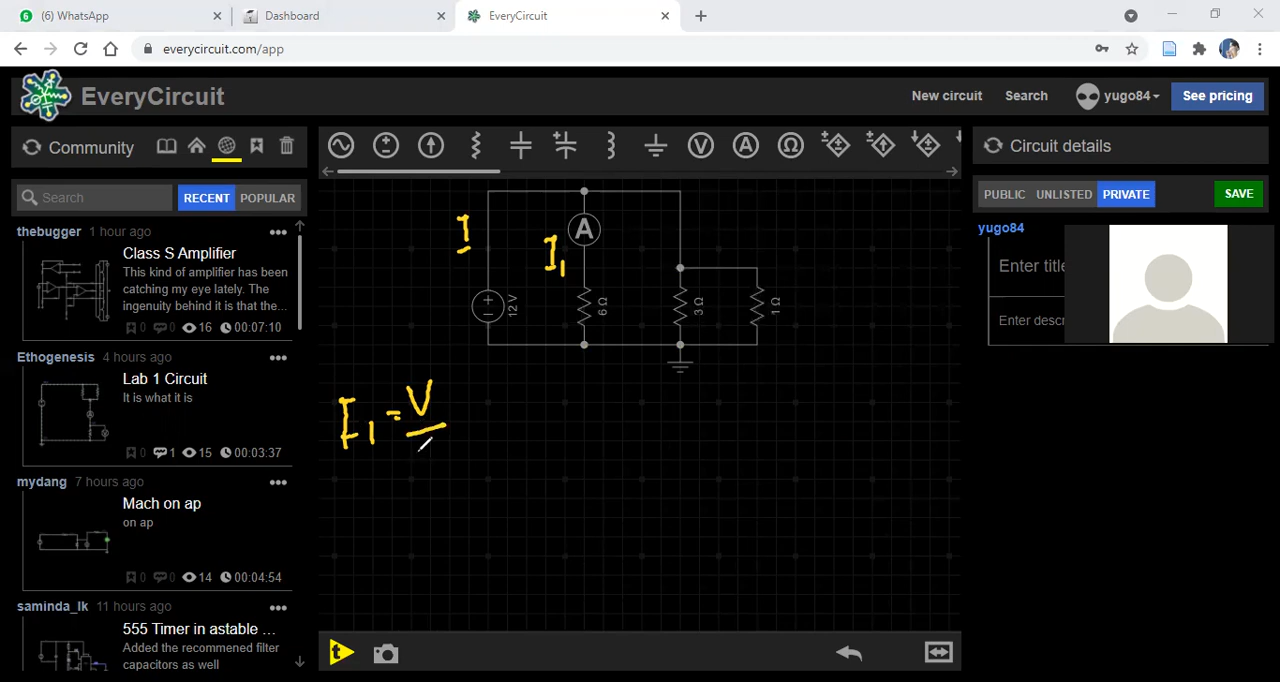 6
(6) WhatsApp
Dashboard
EveryCircuit
everycircuit.com/app
EveryCircuit
New circuit
Search
yugo84
See pricing
Community
Search
RECENT
POPULAR
thebugger 1 hour ago
Class S Amplifier
This kind of amplifier has been
catching my eye lately. The
ingenuity behind it is that the...
0 0 16 00:07:10
Ethogenesis 4 hours ago
Lab 1 Circuit
It is what it is
0 1 15 00:03:37
mydang 7 hours ago
Mach on ap
on ap
0 0 14 00:04:54
saminda_lk 11 hours ago
555 Timer in astable ...
Added the recommened filter
capacitors as well
V A Ω
I
I1
A
12 V
6 Ω
3 Ω
1 Ω
I1 = V
t
Circuit details
PUBLIC
UNLISTED
PRIVATE
SAVE
yugo84
Enter title
Enter descr